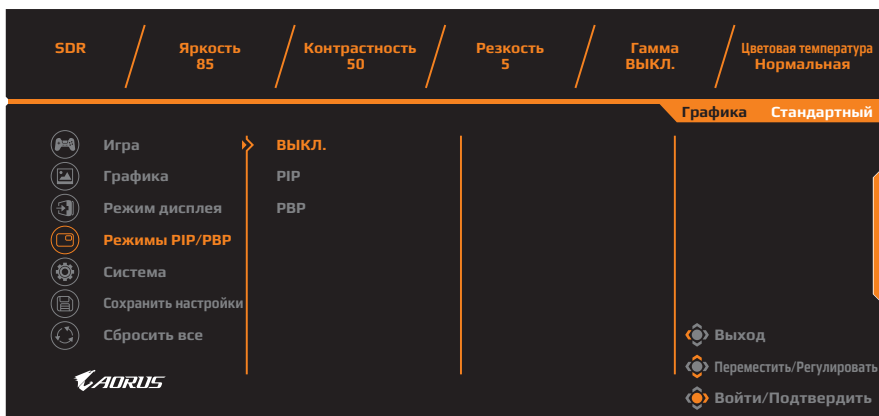 SDR
Яркость
85
Контрастность
50
Резкость
5
Гамма
ВЫКЛ.
Цветовая температура
Нормальная
Графика Стандартный
Игра
Графика
Режим дисплея
Режимы PIP/PBP
Система
Сохранить настройки
Сбросить все
ВЫКЛ.
PIP
PBP
Выход
Переместить/Регулировать
Войти/Подтвердить
AORUS